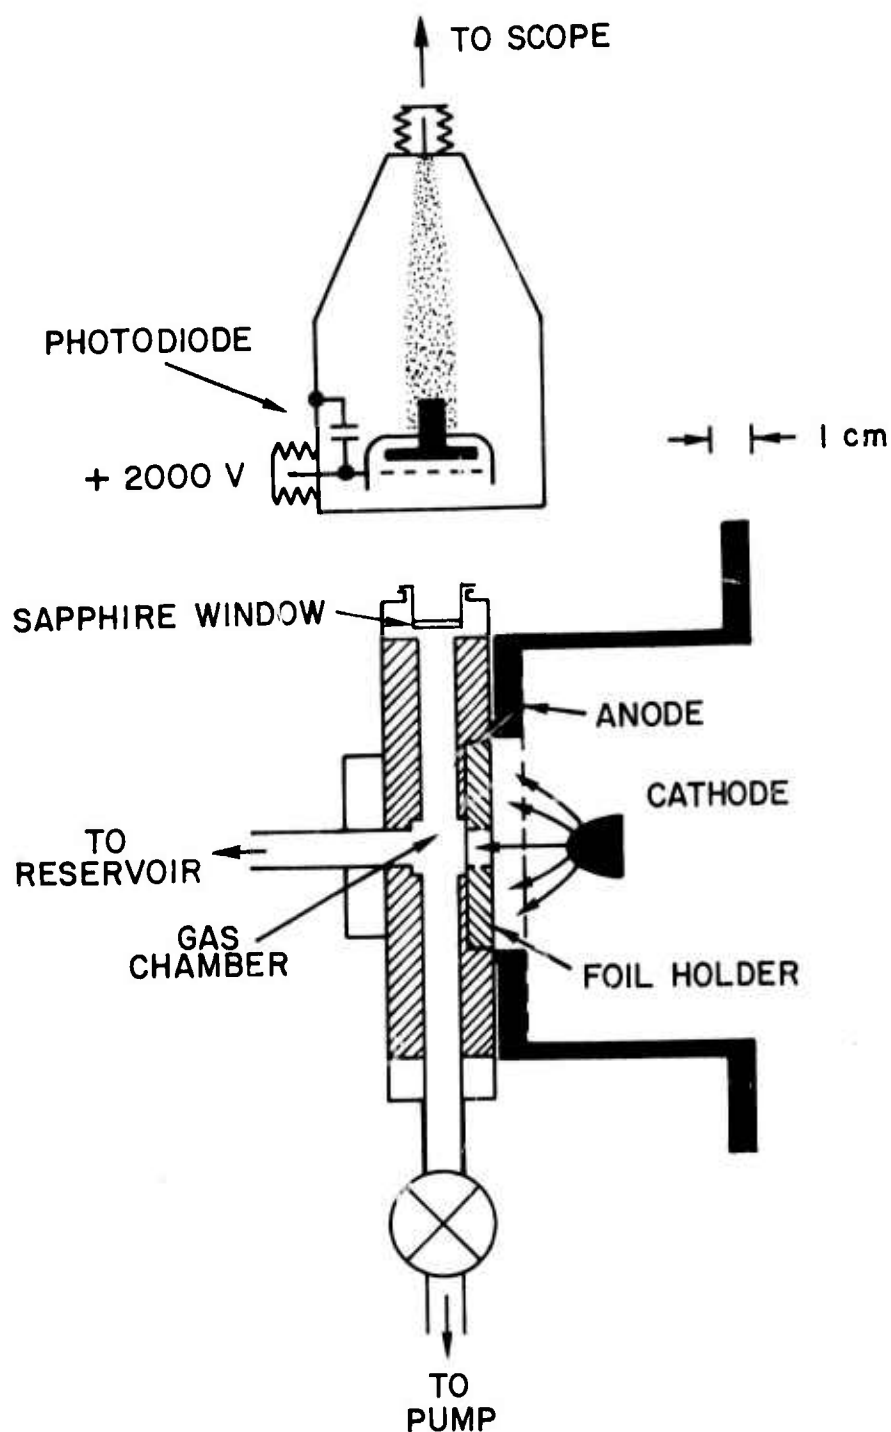 TO SCOPE
PHOTODIODE
1 cm
+ 2000 V
SAPPHIRE WINDOW
ANODE
CATHODE
TO
RESERVOIR
GAS
CHAMBER
FOIL HOLDER
TO
PUMP